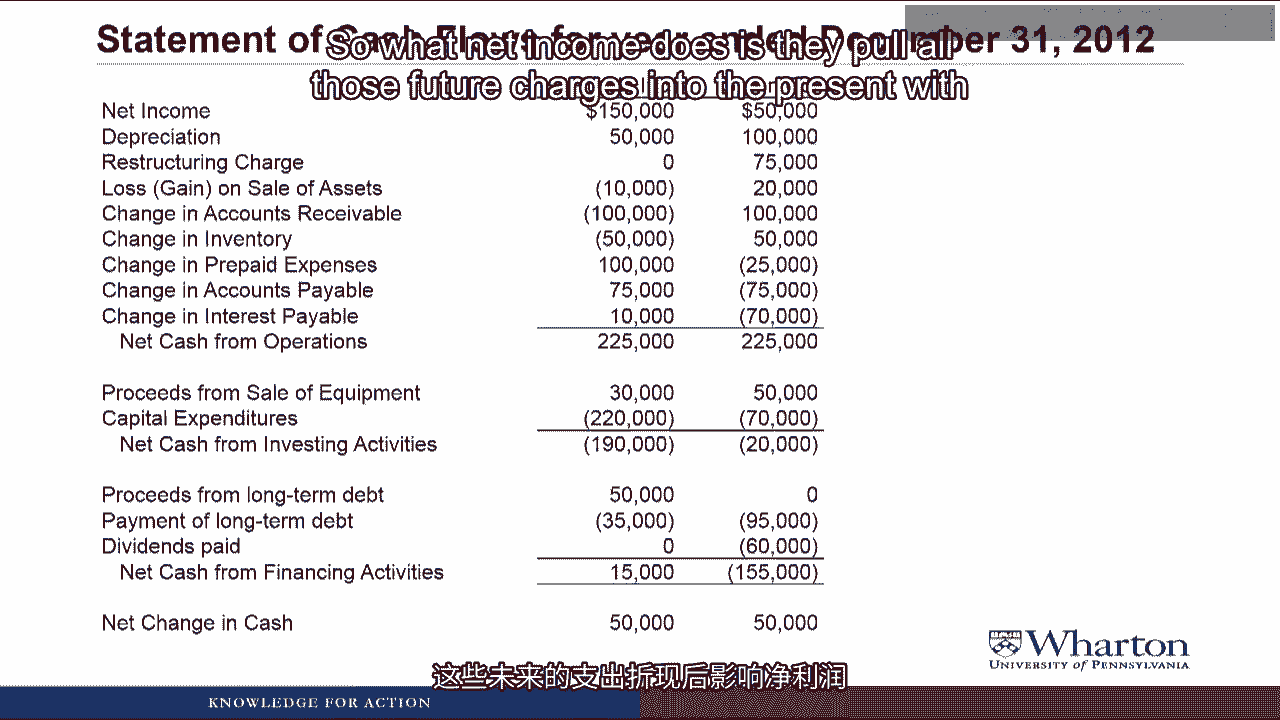 Statement of Cash Flows for year ended December 31, 2012
So what net income does is they pull all
those future charges into the present with
Net Income $150,000 $50,000
Depreciation 50,000 100,000
Restructuring Charge 0 75,000
Loss (Gain) on Sale of Assets (10,000) 20,000
Change in Accounts Receivable (100,000) 100,000
Change in Inventory (50,000) 50,000
Change in Prepaid Expenses 100,000 (25,000)
Change in Accounts Payable 75,000 (75,000)
Change in Interest Payable 10,000 (70,000)
Net Cash from Operations 225,000 225,000
Proceeds from Sale of Equipment 30,000 50,000
Capital Expenditures (220,000) (70,000)
Net Cash from Investing Activities (190,000) (20,000)
Proceeds from long-term debt 50,000 0
Payment of long-term debt (35,000) (95,000)
Dividends paid 0 (60,000)
Net Cash from Financing Activities 15,000 (155,000)
Net Change in Cash 50,000 50,000
Wharton
UNIVERSITY of PENNSYLVANIA
这些未来的支出折现后影响净利润
KNOWLEDGE FOR ACTION